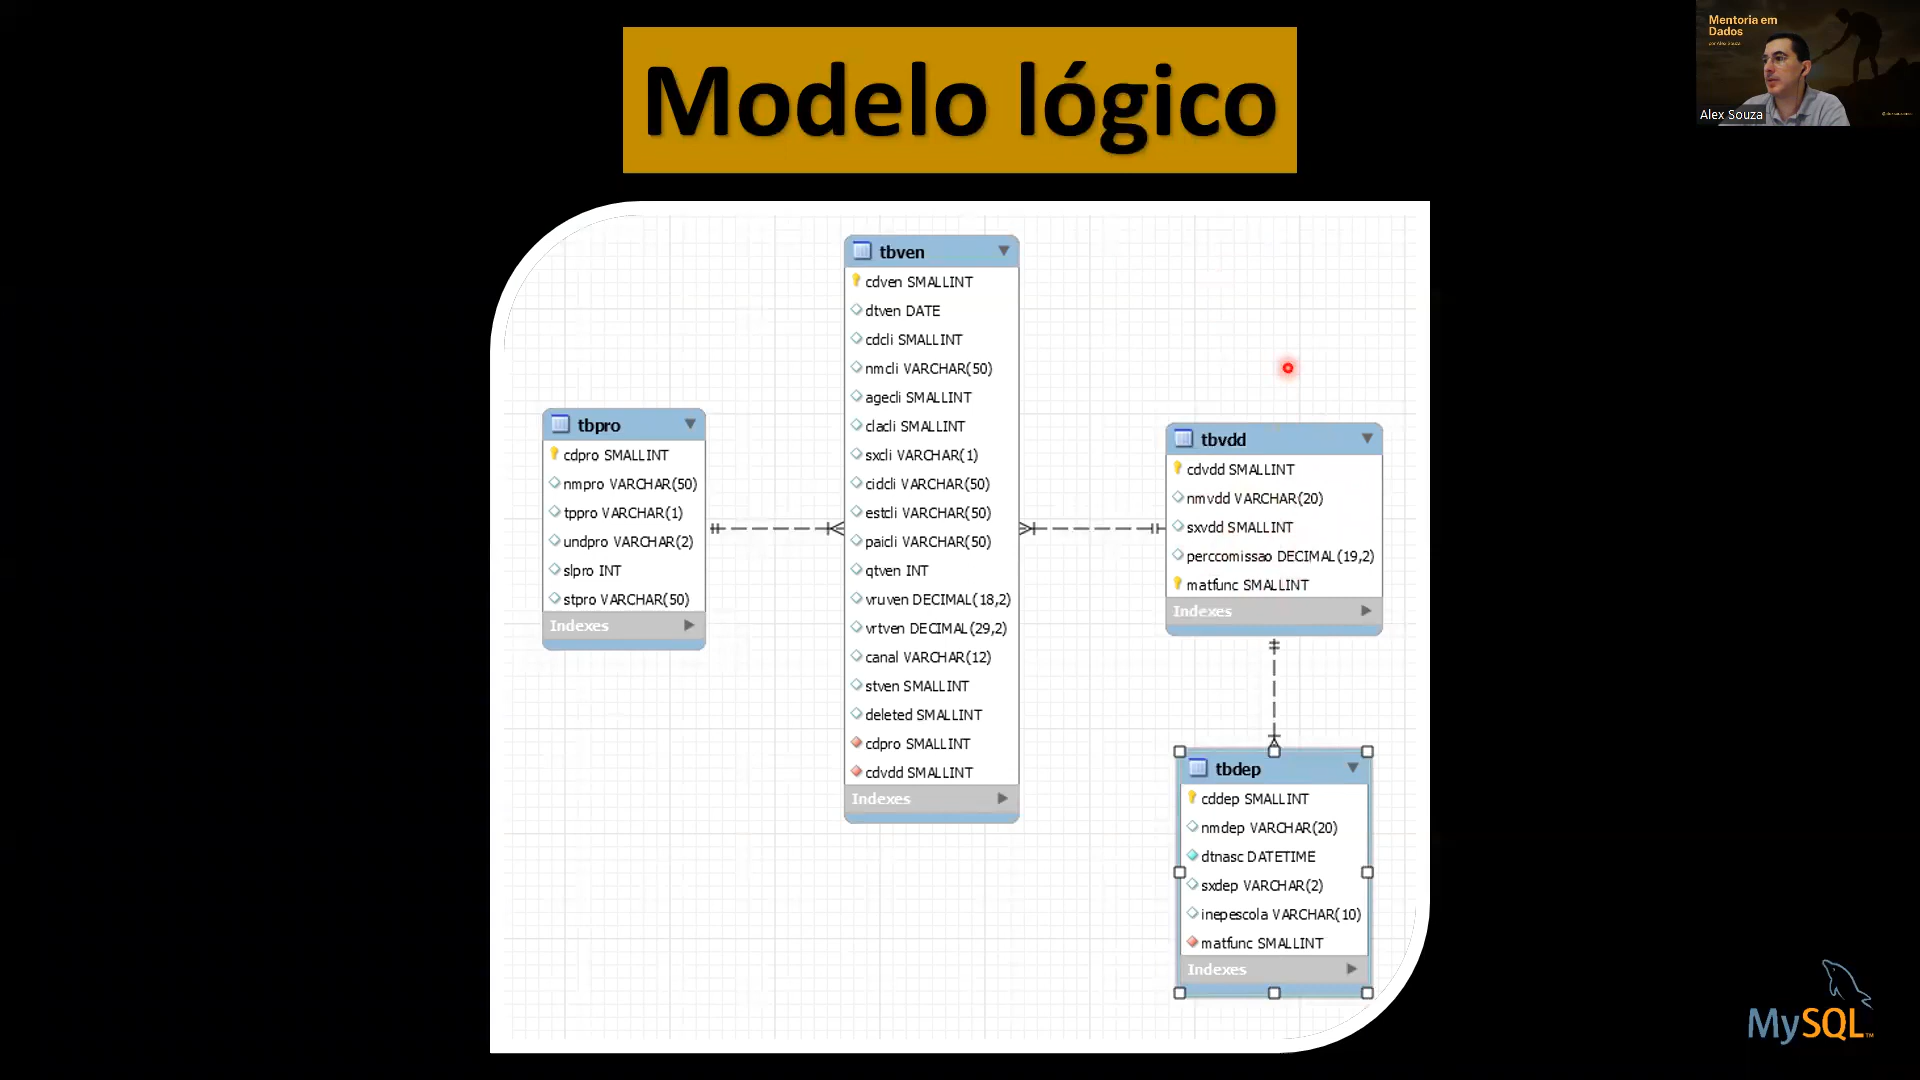 Modelo lógico
Mentoria em
Dados
por Alex Souza
Alex Souza
tbven
cdven SMALLINT
dtven DATE
cdcli SMALLINT
nmcli VARCHAR(50)
agecli SMALLINT
clacli SMALLINT
sxcli VARCHAR(1)
cidcli VARCHAR(50)
estcli VARCHAR(50)
paicli VARCHAR(50)
qtven INT
vruven DECIMAL(18,2)
vrtven DECIMAL(29,2)
canal VARCHAR(12)
stven SMALLINT
deleted SMALLINT
cdpro SMALLINT
cdvdd SMALLINT
Indexes
tbpro
cdpro SMALLINT
nmpro VARCHAR(50)
tppro VARCHAR(1)
undpro VARCHAR(2)
slpro INT
stpro VARCHAR(50)
Indexes
tbvdd
cdvdd SMALLINT
nmvdd VARCHAR(20)
sxvdd SMALLINT
perccomissao DECIMAL(19,2)
matfunc SMALLINT
Indexes
tbdep
cddep SMALLINT
nmdep VARCHAR(20)
dtnasc DATETIME
sxdep VARCHAR(2)
inepescola VARCHAR(10)
matfunc SMALLINT
Indexes
MySQL™